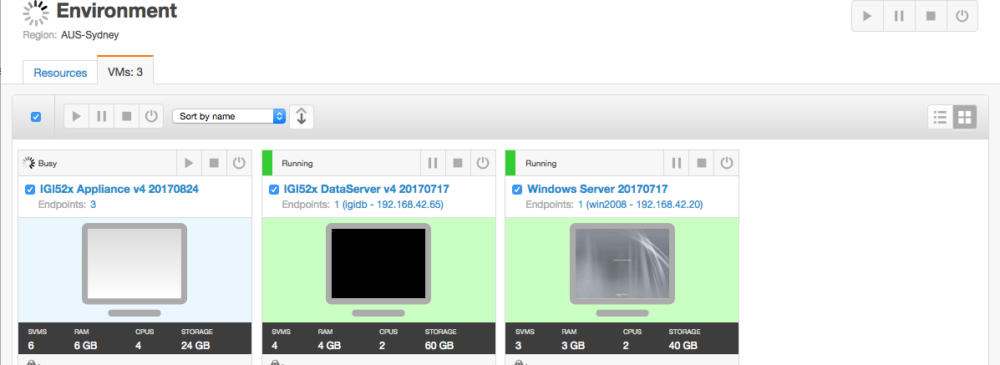 Environment
Region: AUS-Sydney
Resources
VMs: 3
Sort by name
Busy
IGI52x Appliance v4 20170824
Endpoints: 3
SVMS RAM CPUS STORAGE
6 6 GB 4 24 GB
Running
IGI52x DataServer v4 20170717
Endpoints: 1 (igidb - 192.168.42.65)
SVMS RAM CPUS STORAGE
4 4 GB 2 60 GB
Running
Windows Server 20170717
Endpoints: 1 (win2008 - 192.168.42.20)
SVMS RAM CPUS STORAGE
3 3 GB 2 40 GB